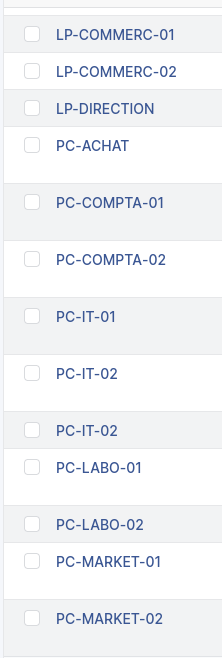 LP-COMMERC-01
LP-COMMERC-02
LP-DIRECTION
PC-ACHAT
PC-COMPTA-01
PC-COMPTA-02
PC-IT-01
PC-IT-02
PC-IT-02
PC-LABO-01
PC-LABO-02
PC-MARKET-01
PC-MARKET-02